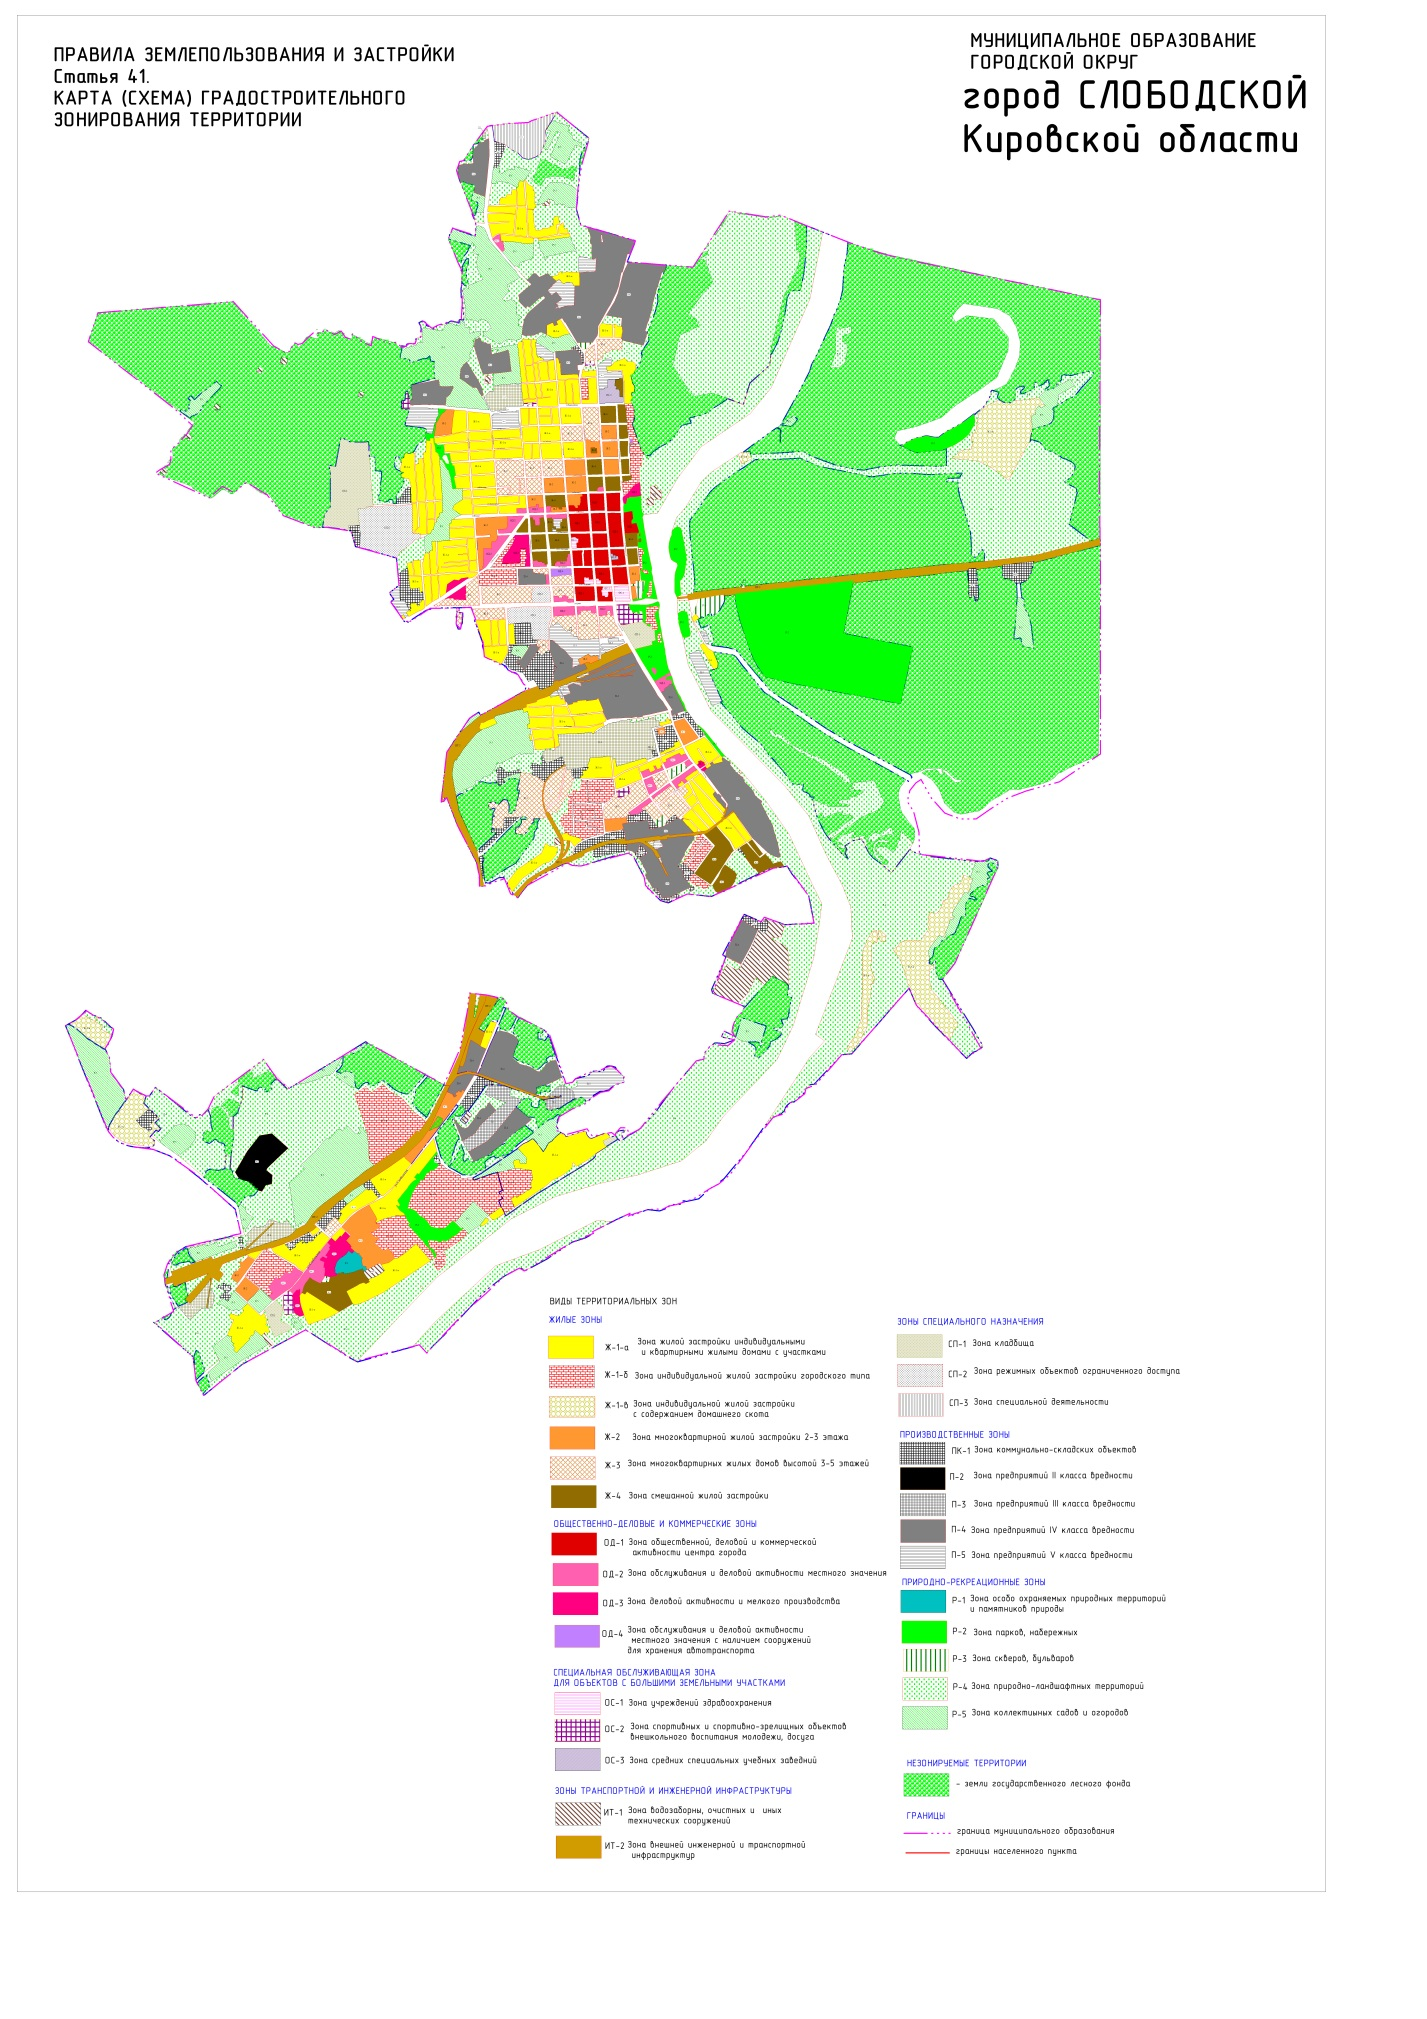 ПРАВИЛА ЗЕМЛЕПОЛЬЗОВАНИЯ И ЗАСТРОЙКИ
Статья 41.
КАРТА (СХЕМА) ГРАДОСТРОИТЕЛЬНОГО
ЗОНИРОВАНИЯ ТЕРРИТОРИИ
МУНИЦИПАЛЬНОЕ ОБРАЗОВАНИЕ
ГОРОДСКОЙ ОКРУГ
город СЛОБОДСКОЙ
Кировской области
ВИДЫ ТЕРРИТОРИАЛЬНЫХ ЗОН
ЖИЛЫЕ ЗОНЫ
Ж-1-а Зона жилой застройки индивидуальными
и квартирными жилыми домами с участками
Ж-1-б Зона индивидуальной жилой застройки городского типа
Ж-1-в Зона индивидуальной жилой застройки
с содержанием домашнего скота
Ж-2 Зона многоквартирной жилой застройки 2-3 этажа
Ж-3 Зона многоквартирных жилых домов высотой 3-5 этажей
Ж-4 Зона смешанной жилой застройки
ОБЩЕСТВЕННО-ДЕЛОВЫЕ И КОММЕРЧЕСКИЕ ЗОНЫ
ОД-1 Зона общественной, деловой и коммерческой
активности центра города
ОД-2 Зона обслуживания и деловой активности местного значения
ОД-3 Зона деловой активности и мелкого производства
ОД-4 Зона обслуживания и деловой активности
местного значения с наличием сооружений
для хранения автотранспорта
СПЕЦИАЛЬНАЯ ОБСЛУЖИВАЮЩАЯ ЗОНА
ДЛЯ ОБЪЕКТОВ С БОЛЬШИМИ ЗЕМЕЛЬНЫМИ УЧАСТКАМИ
ОС-1 Зона учреждений здравоохранения
ОС-2 Зона спортивных и спортивно-зрелищных объектов
внешкольного воспитания молодежи, досуга
ОС-3 Зона средних специальных учебных заведний
ЗОНЫ ТРАНСПОРТНОЙ И ИНЖЕНЕРНОЙ ИНФРАСТРУКТУРЫ
ИТ-1 Зона водозаборны, очистных и иных
технических сооружений
ИТ-2 Зона внешней инженерной и транспортной
инфраструктур
ЗОНЫ СПЕЦИАЛЬНОГО НАЗНАЧЕНИЯ
СП-1 Зона кладбища
СП-2 Зона режимных объектов ограниченного доступа
СП-3 Зона специальной деятельности
ПРОИЗВОДСТВЕННЫЕ ЗОНЫ
ПК-1 Зона коммунально-складских объектов
П-2 Зона предприятий II класса вредности
П-3 Зона предприятий III класса вредности
П-4 Зона предприятий IV класса вредности
П-5 Зона предприятий V класса вредности
ПРИРОДНО-РЕКРЕАЦИОННЫЕ ЗОНЫ
Р-1 Зона особо охраняемых природных территорий
и памятников природы
Р-2 Зона парков, набережных
Р-3 Зона скверов, бульваров
Р-4 Зона природно-ландшафтных территорий
Р-5 Зона коллектиыных садов и огородов
НЕЗОНИРУЕМЫЕ ТЕРРИТОРИИ
- земли государственного лесного фонда
ГРАНИЦЫ
граница муниципального образования
границы населенного пункта